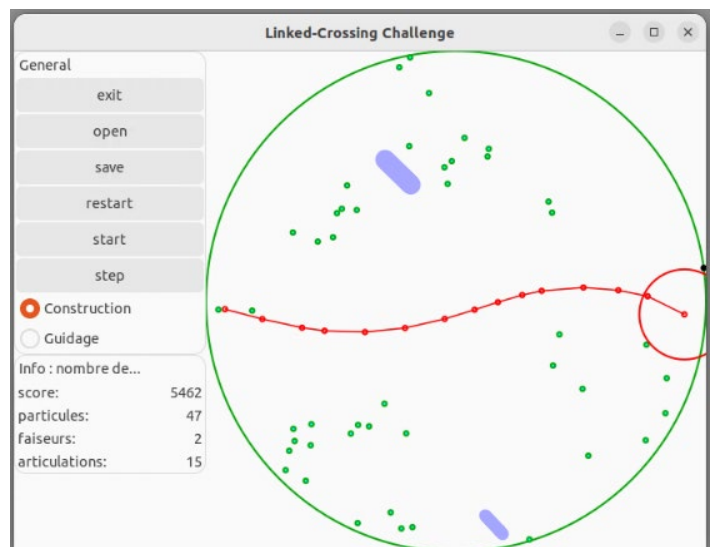 Linked-Crossing Challenge
General
exit
open
save
restart
start
step
Construction
Guidage
Info : nombre de...
score: 5462
particules: 47
faiseurs: 2
articulations: 15